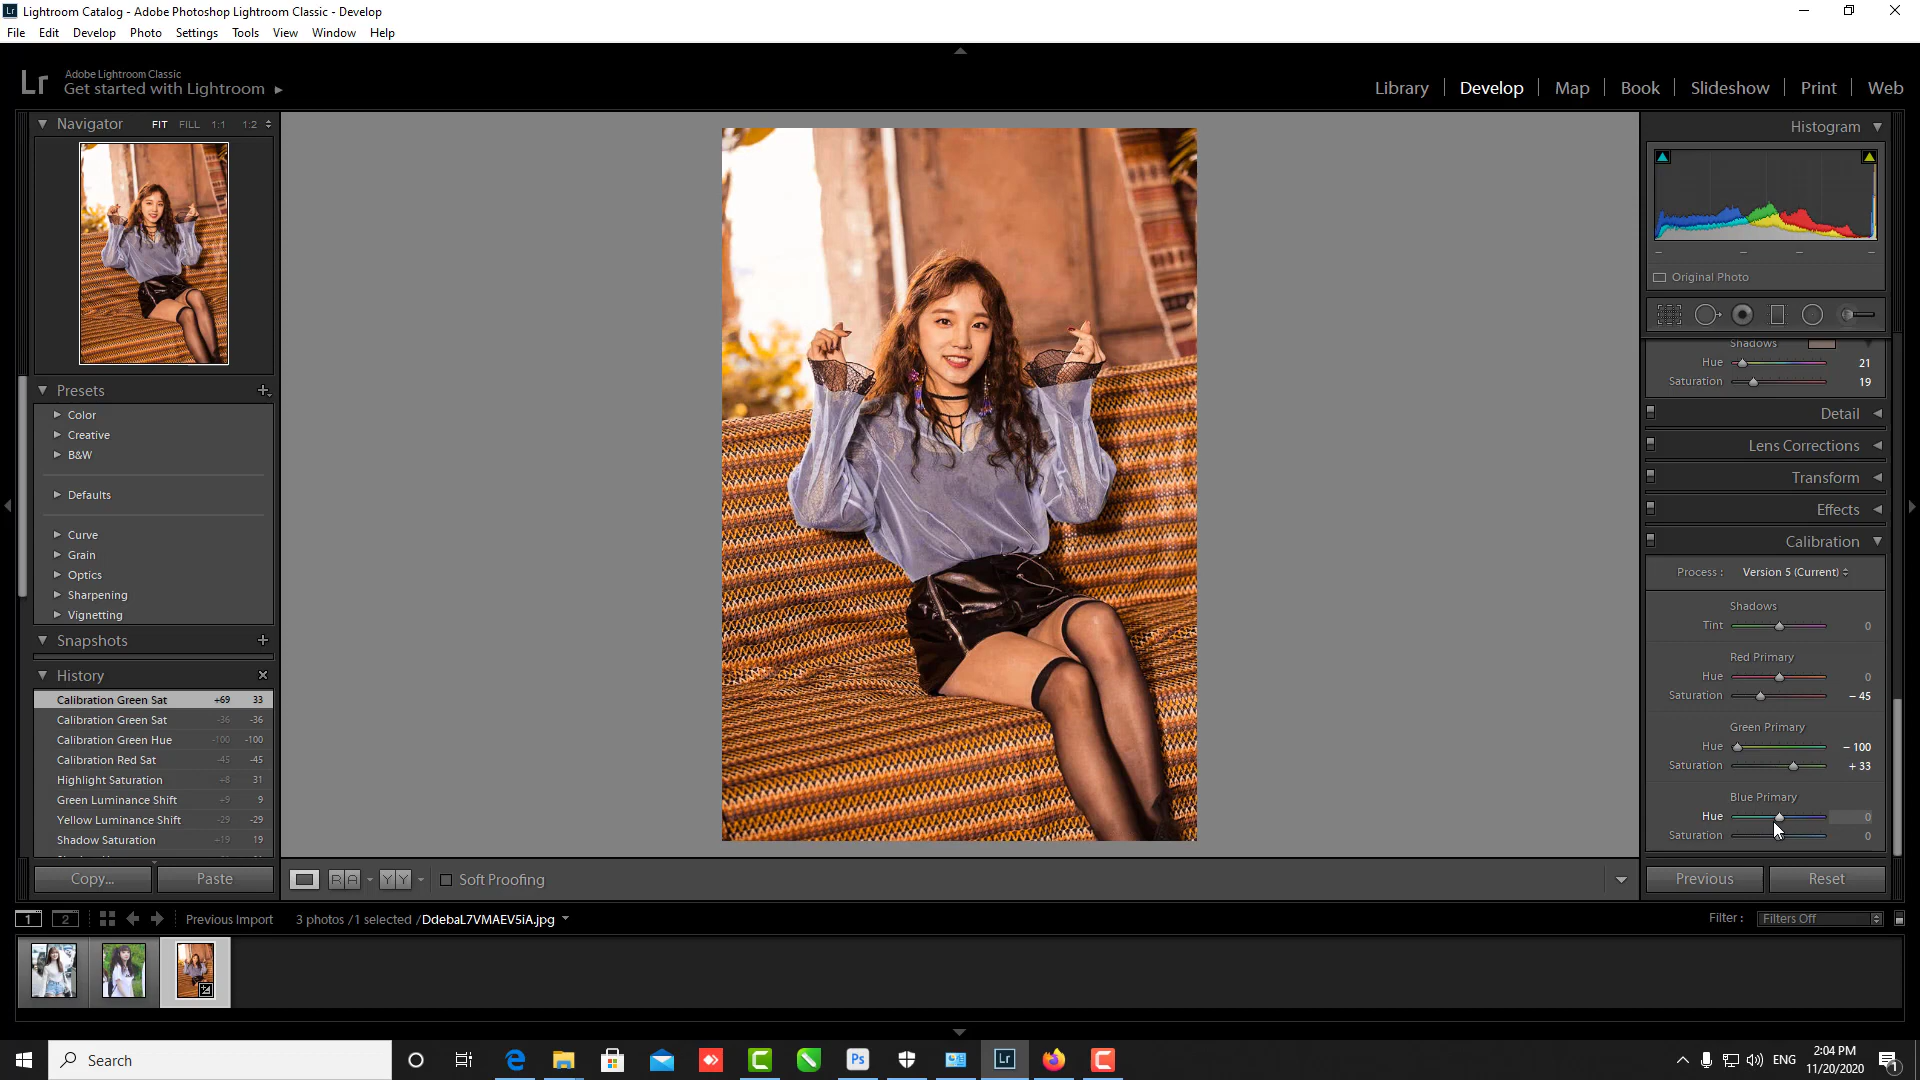 Lightroom Catalog - Adobe Photoshop Lightroom Classic - Develop
File Edit Develop Photo Settings Tools View Window Help
Lr
Adobe Lightroom Classic
Get started with Lightroom
Library Develop Map Book Slideshow Print Web
Navigator FIT FILL 1:1 1:2
Presets
Color
Creative
B&W
Defaults
Curve
Grain
Optics
Sharpening
Vignetting
Snapshots
History
Calibration Green Sat +69 33
Calibration Green Sat -36 -36
Calibration Green Hue -100 -100
Calibration Red Sat -45 -45
Highlight Saturation +8 31
Green Luminance Shift +9 9
Yellow Luminance Shift -29 -29
Shadow Saturation +19 19
Copy... Paste
Soft Proofing
Histogram
Original Photo
Shadows
Hue 21
Saturation 19
Detail
Lens Corrections
Transform
Effects
Calibration
Process : Version 5 (Current)
Shadows
Tint 0
Red Primary
Hue 0
Saturation - 45
Green Primary
Hue - 100
Saturation + 33
Blue Primary
Hue 0
Saturation 0
Previous Reset
1 2 Previous Import 3 photos /1 selected /DdebaL7VMAEV5iA.jpg
Filter : Filters Off
Search
Ps
Lr
ENG
2:04 PM
11/20/2020
1